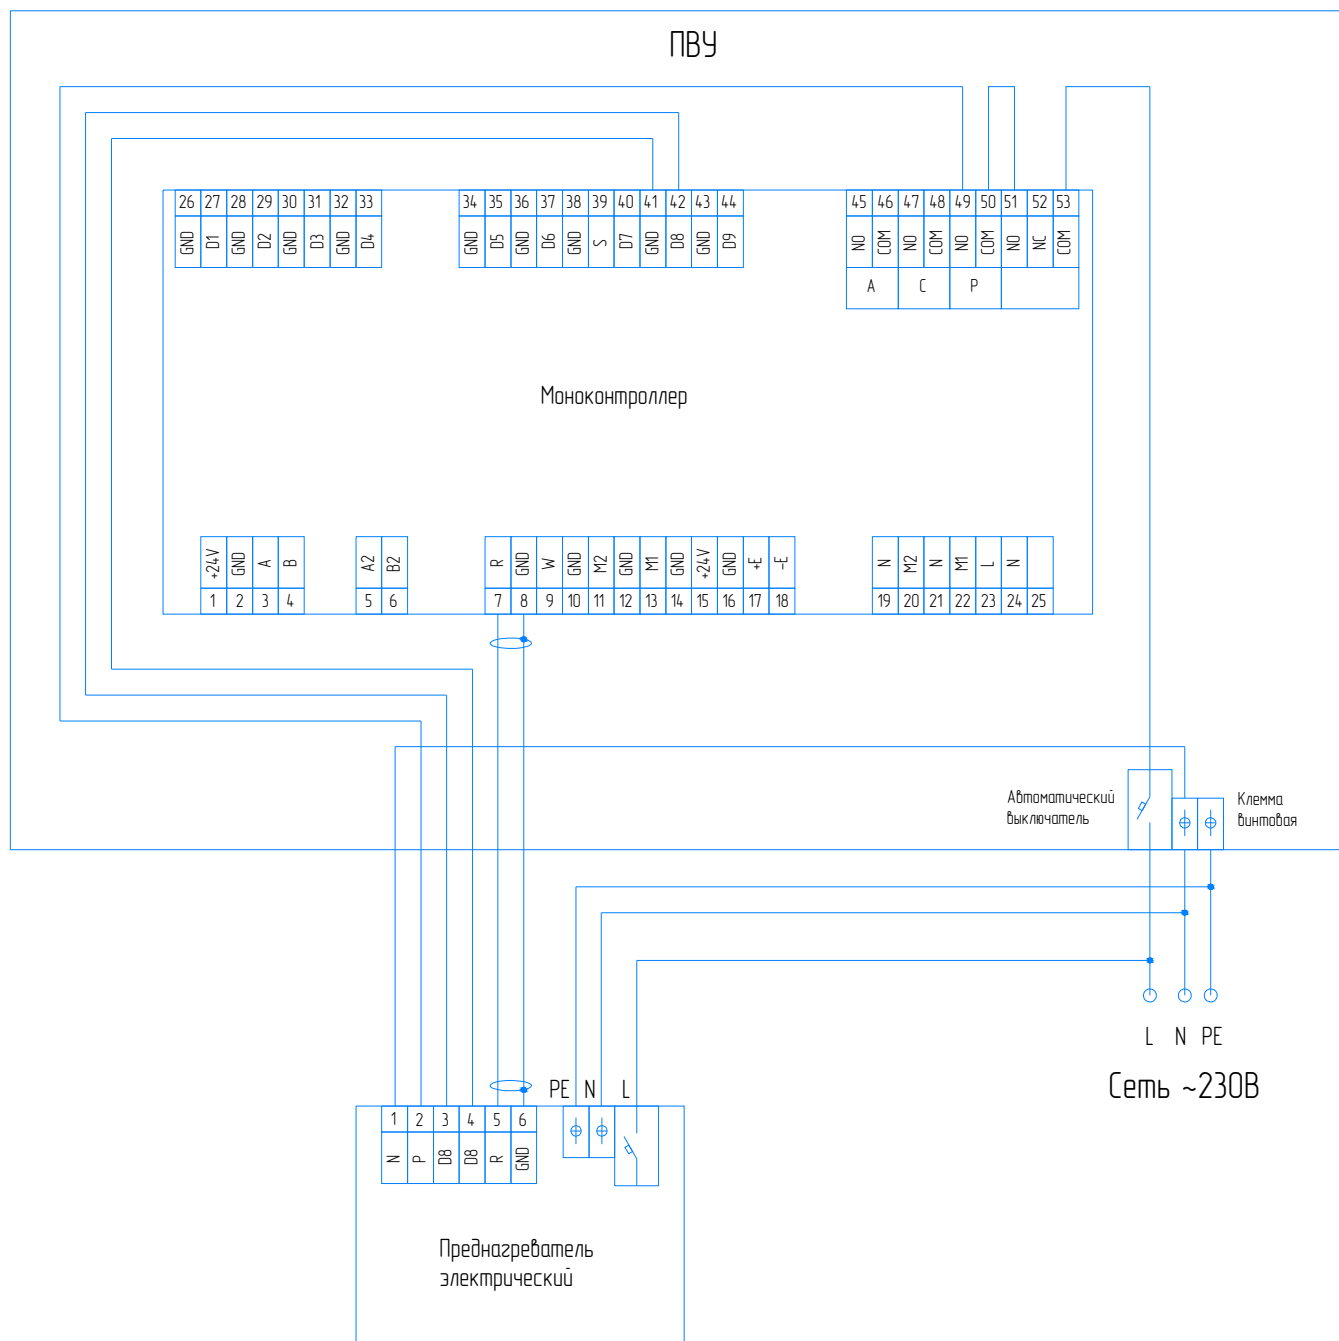 ПВУ
26 27 28 29 30 31 32 33 34 35 36 37 38 39 40 41 42 43 44 45 46 47 48 49 50 51 52 53
GND D1 GND D2 GND D3 GND D4 GND D5 GND D6 GND S D7 GND D8 GND D9 NO COM NO COM NO COM NO NC COM
A C P
Моноконтроллер
+24V GND A B A2 B2 R GND W GND M2 GND M1 GND +24V GND +E -E N M2 N M1 L N
1 2 3 4 5 6 7 8 9 10 11 12 13 14 15 16 17 18 19 20 21 22 23 24 25
Автоматический
выключатель
Клемма
винтовая
L N PE
Сеть ~230В
PE N L
1 2 3 4 5 6
N P D8 D8 R GND
Преднагреватель
электрический